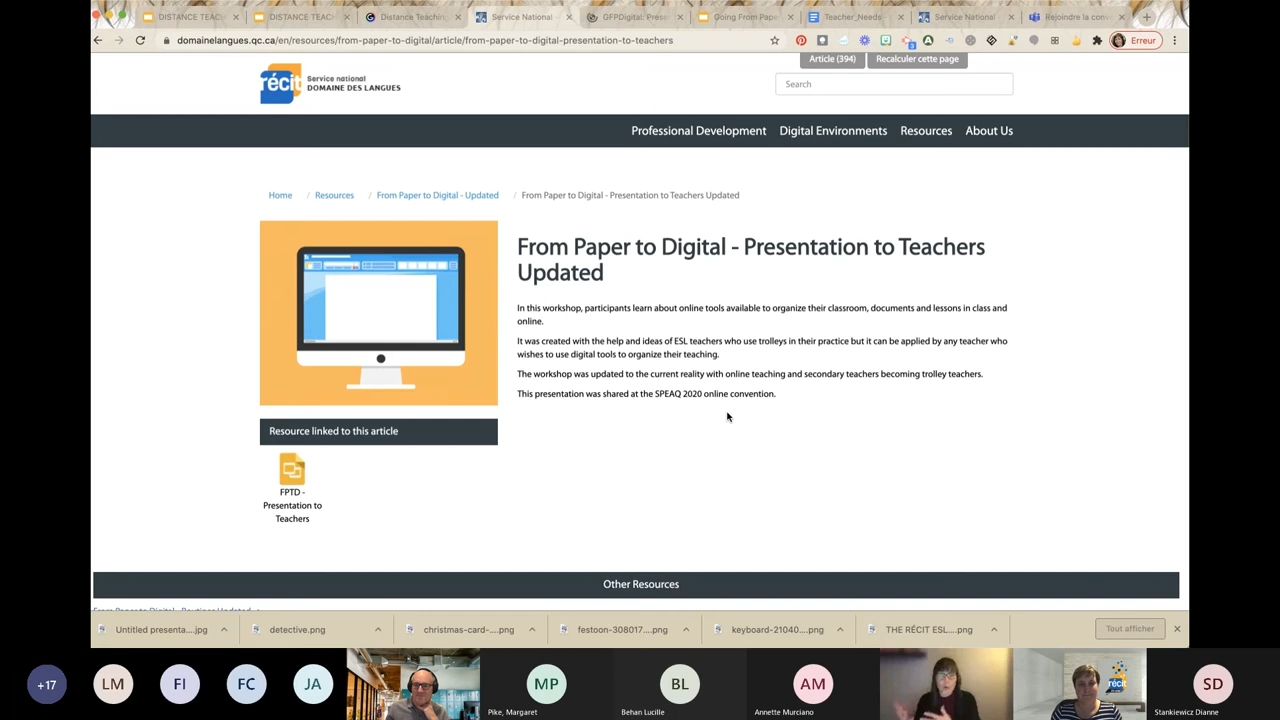 DISTANCE TEACH
DISTANCE TEACH
Distance Teaching,
Service National -
GFPDigital: Prese
Going From Pape
Teacher_Needs
Service National -
Rejoindre la conv
domainelangues.qc.ca/en/resources/from-paper-to-digital/article/from-paper-to-digital-presentation-to-teachers
Erreur
Article (394)
Recalculer cette page
récit
Service national
DOMAINE DES LANGUES
Search
Professional Development
Digital Environments
Resources
About Us
Home / Resources / From Paper to Digital - Updated / From Paper to Digital - Presentation to Teachers Updated
From Paper to Digital - Presentation to Teachers
Updated
In this workshop, participants learn about online tools available to organize their classroom, documents and lessons in class and
online.
It was created with the help and ideas of ESL teachers who use trolleys in their practice but it can be applied by any teacher who
wishes to use digital tools to organize their teaching.
The workshop was updated to the current reality with online teaching and secondary teachers becoming trolley teachers.
This presentation was shared at the SPEAQ 2020 online convention.
Resource linked to this article
FPTD -
Presentation to
Teachers
Other Resources
Untitled presenta....jpg
detective.png
christmas-card-....png
festoon-308017....png
keyboard-21040....png
THE RÉCIT ESL....png
Tout afficher
+17
LM
FI
FC
JA
MP
Pike, Margaret
BL
Behan Lucille
AM
Annette Murciano
récit
SD
Stankiewicz Dianne